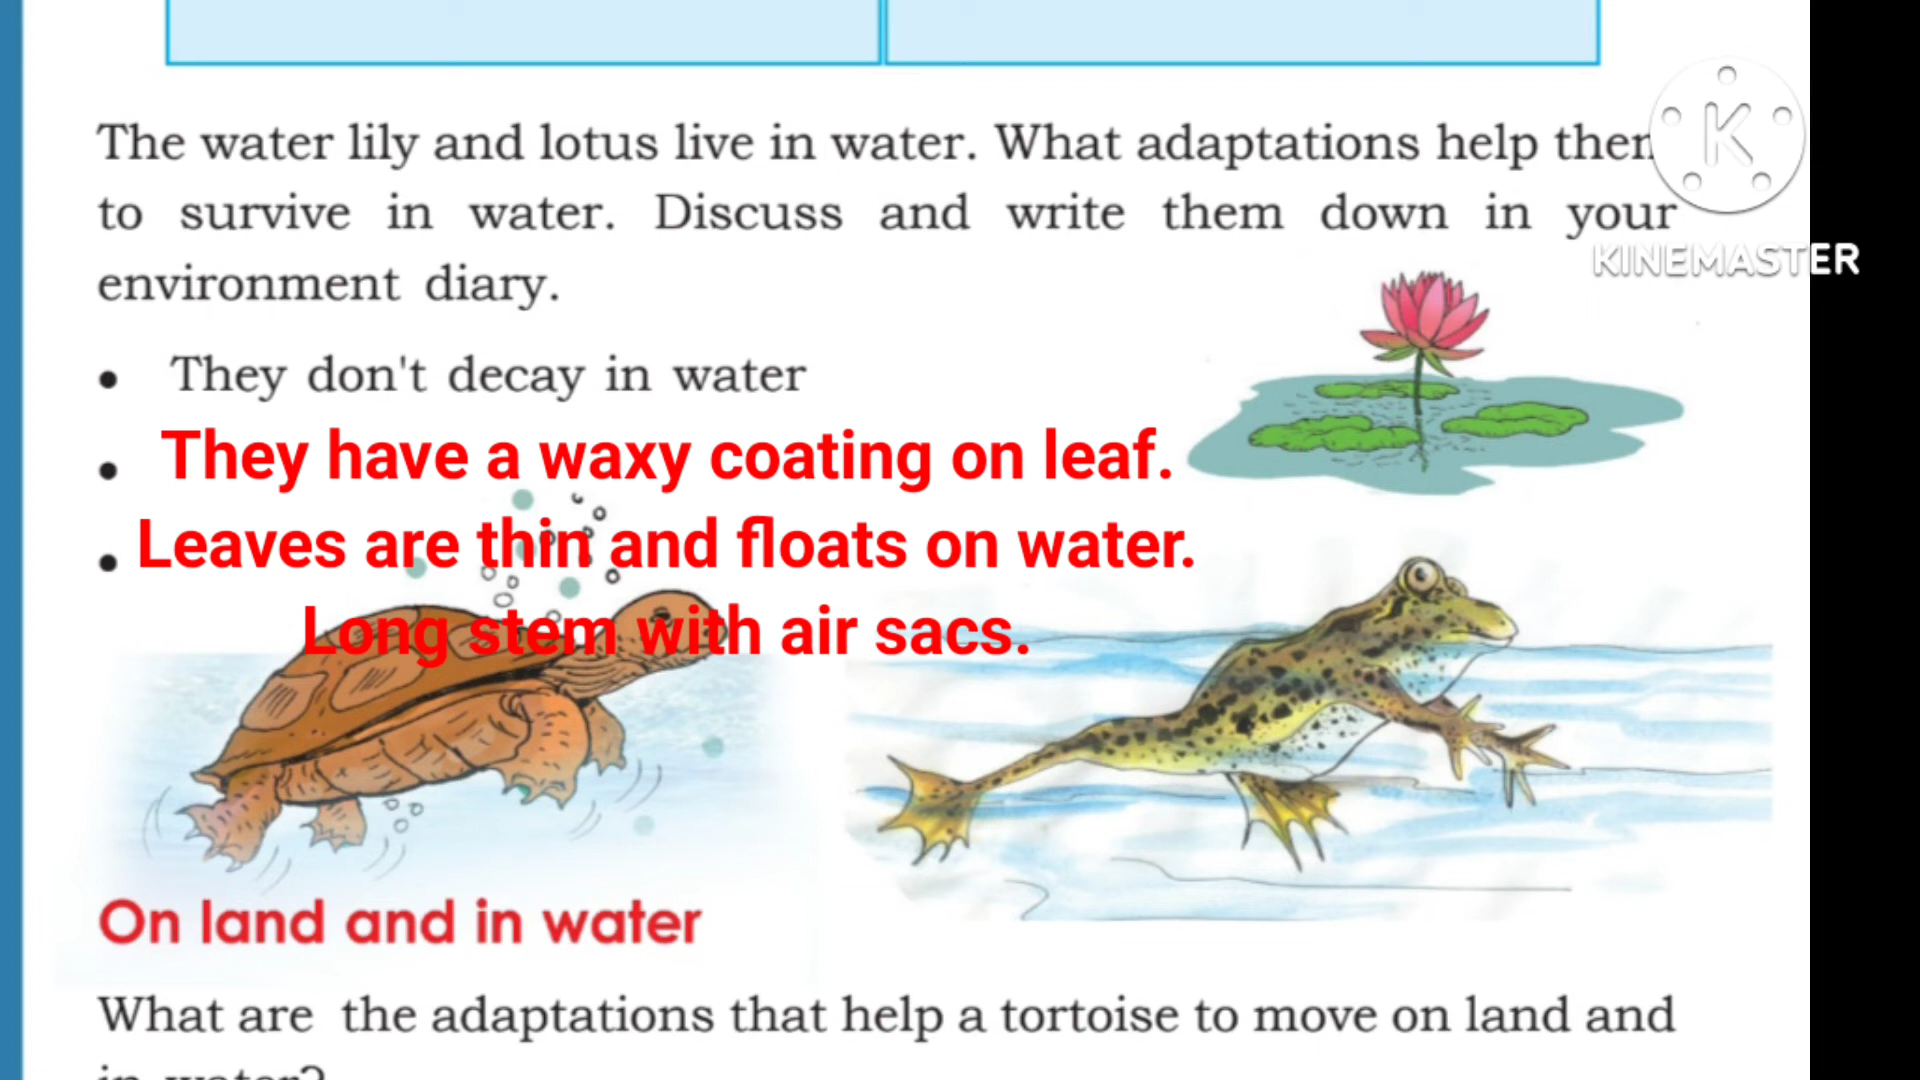 The water lily and lotus live in water. What adaptations help them
to survive in water. Discuss and write them down in your
environment diary.
K
KINEMASTER
• They don't decay in water
• They have a waxy coating on leaf.
• Leaves are thin and floats on water.
Long stem with air sacs.
On land and in water
What are the adaptations that help a tortoise to move on land and
in water?